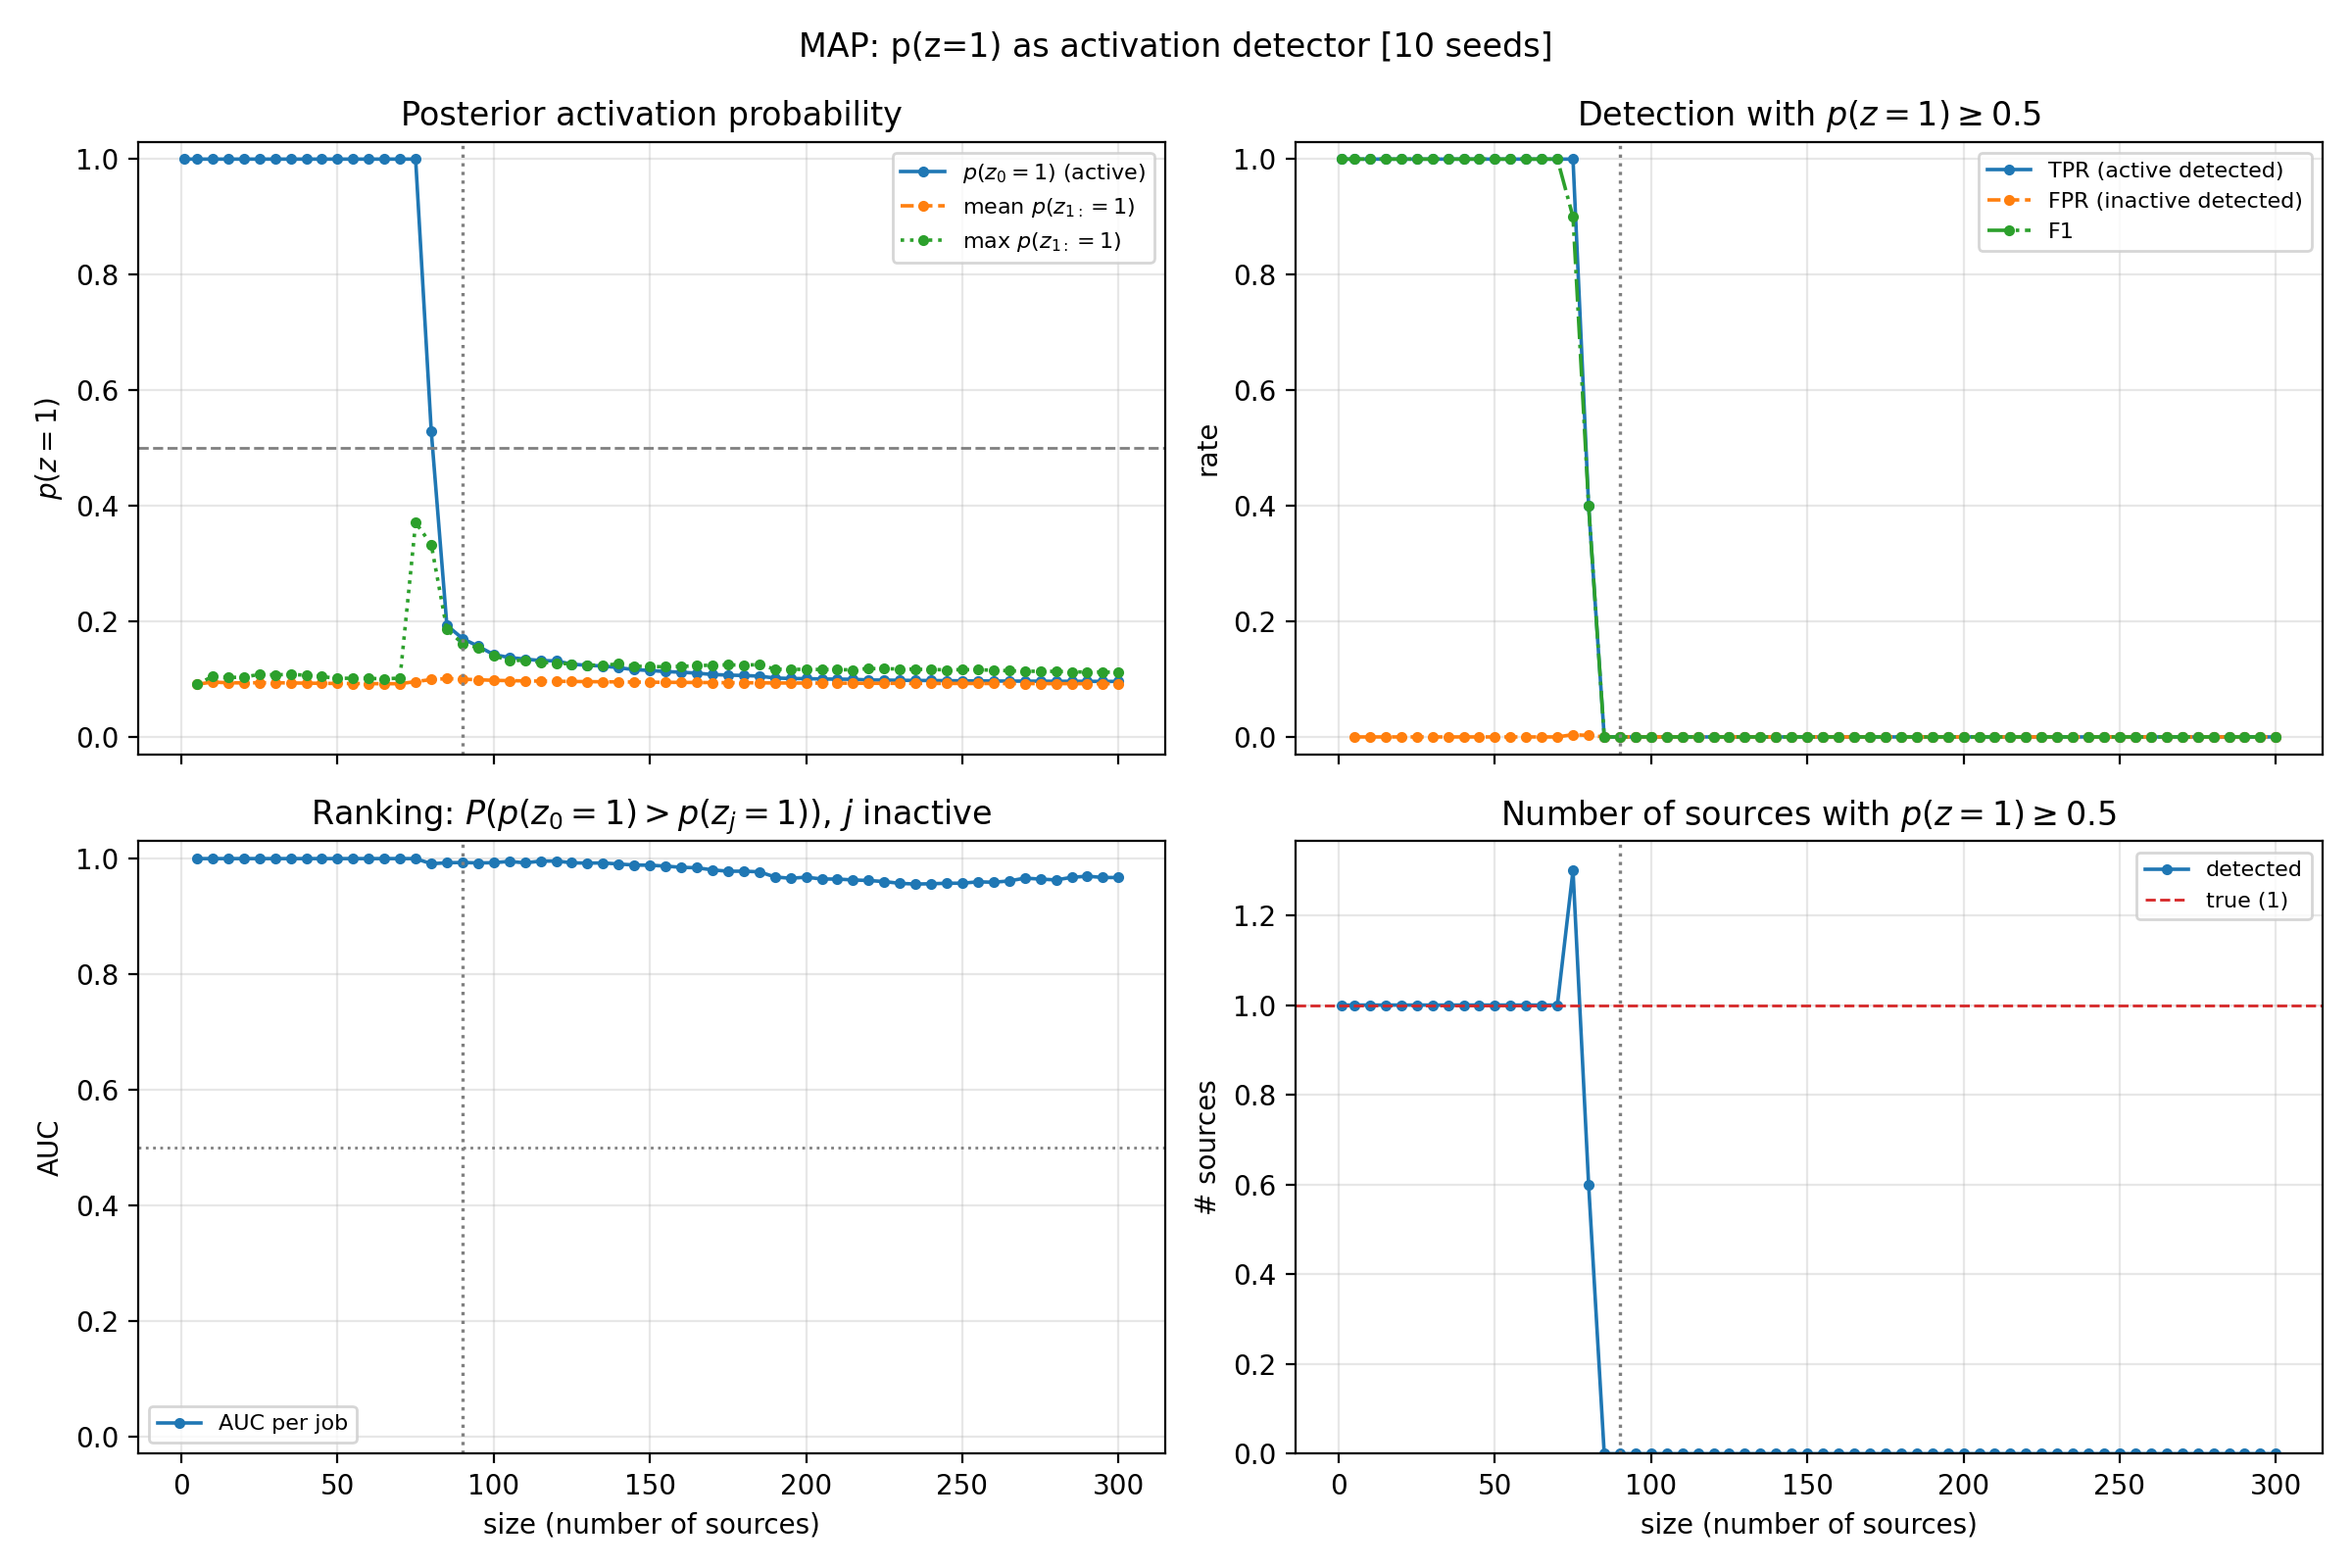 MAP: p(z=1) as activation detector [10 seeds]
Posterior activation probability
p(z = 1)
1.0
0.8
0.6
0.4
0.2
0.0
p(z₀ = 1) (active)
mean p(z₁: = 1)
max p(z₁: = 1)
Detection with p(z = 1) ≥ 0.5
rate
1.0
0.8
0.6
0.4
0.2
0.0
TPR (active detected)
FPR (inactive detected)
F1
Ranking: P(p(z₀ = 1) > p(zⱼ = 1)), j inactive
AUC
1.0
0.8
0.6
0.4
0.2
0.0
AUC per job
0 50 100 150 200 250 300
size (number of sources)
Number of sources with p(z = 1) ≥ 0.5
# sources
1.2
1.0
0.8
0.6
0.4
0.2
0.0
detected
true (1)
0 50 100 150 200 250 300
size (number of sources)